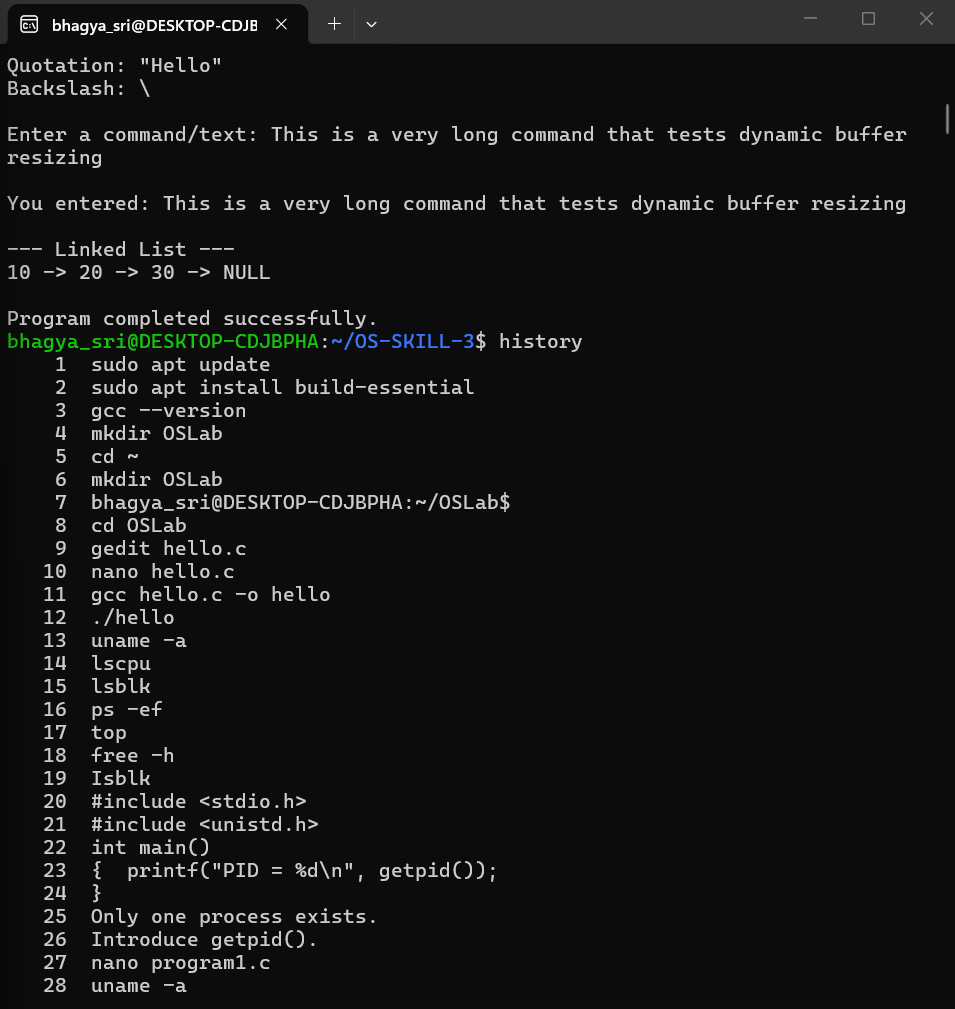 bhagya_sri@DESKTOP-CDJB
Quotation: "Hello"
Backslash: \
Enter a command/text: This is a very long command that tests dynamic buffer
resizing
You entered: This is a very long command that tests dynamic buffer resizing
--- Linked List ---
10 -> 20 -> 30 -> NULL
Program completed successfully.
bhagya_sri@DESKTOP-CDJBPHA:~/OS-SKILL-3$ history
1  sudo apt update
2  sudo apt install build-essential
3  gcc --version
4  mkdir OSLab
5  cd ~
6  mkdir OSLab
7  bhagya_sri@DESKTOP-CDJBPHA:~/OSLab$
8  cd OSLab
9  gedit hello.c
10  nano hello.c
11  gcc hello.c -o hello
12  ./hello
13  uname -a
14  lscpu
15  lsblk
16  ps -ef
17  top
18  free -h
19  Isblk
20  #include <stdio.h>
21  #include <unistd.h>
22  int main()
23  {  printf("PID = %d\n", getpid());
24  }
25  Only one process exists.
26  Introduce getpid().
27  nano program1.c
28  uname -a